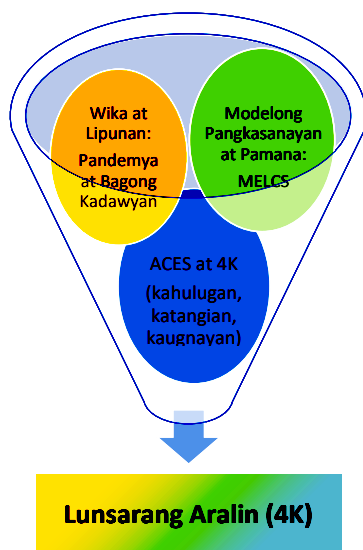 Wika at
Lipunan:
Pandemya
at Bagong
Kadawyan
Modelong
Pangkasanayan
at Pamana:
MELCS
ACES at 4K
(kahulugan,
katangian,
kaugnayan)
Lunsarang Aralin (4K)